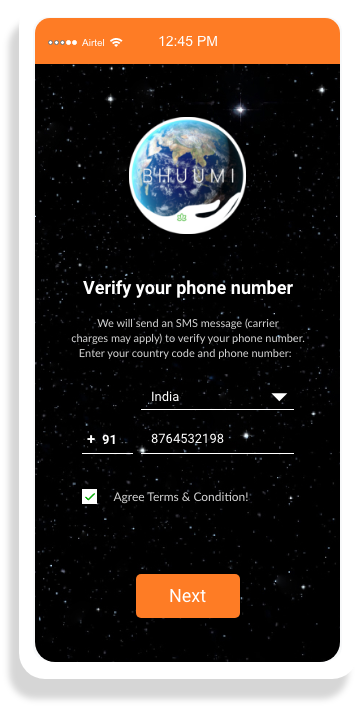 Airtel 12:45 PM
BHUUMI
Verify your phone number
We will send an SMS message (carrier
charges may apply) to verify your phone number.
Enter your country code and phone number:
India
+ 91 8764532198
Agree Terms & Condition!
Next